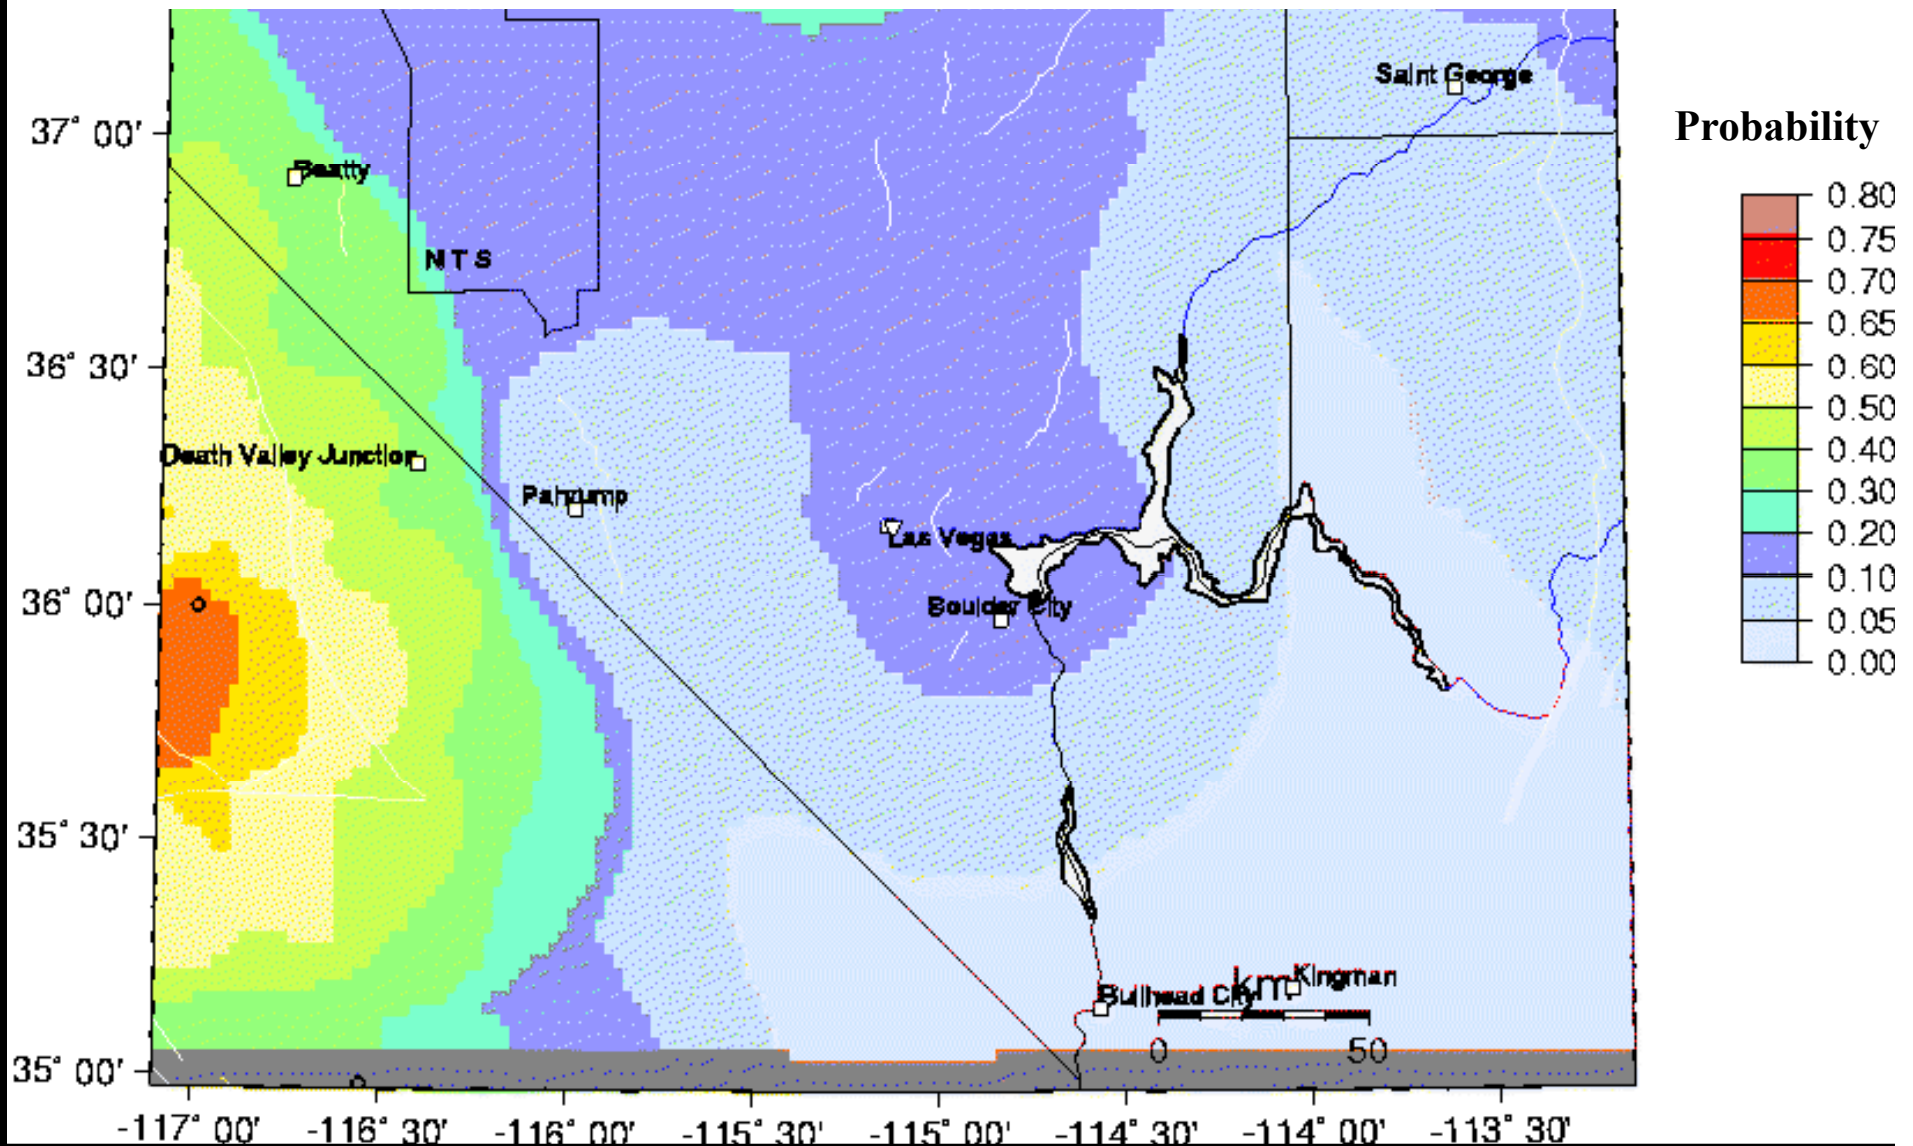 Saint George
Probability
37° 00'
Beatty
0.80
0.75
N T S
0.70
0.65
36° 30'
0.60
0.50
Death Valley Junction
0.40
Pahrump
0.30
Las Vegas
0.20
36° 00'
0.10
Boulder City
0.05
0.00
35° 30'
km
Kingman
Bullhead City
0 50
35° 00'
-117° 00' -116° 30' -116° 00' -115° 30' -115° 00' -114° 30' -114° 00' -113° 30'